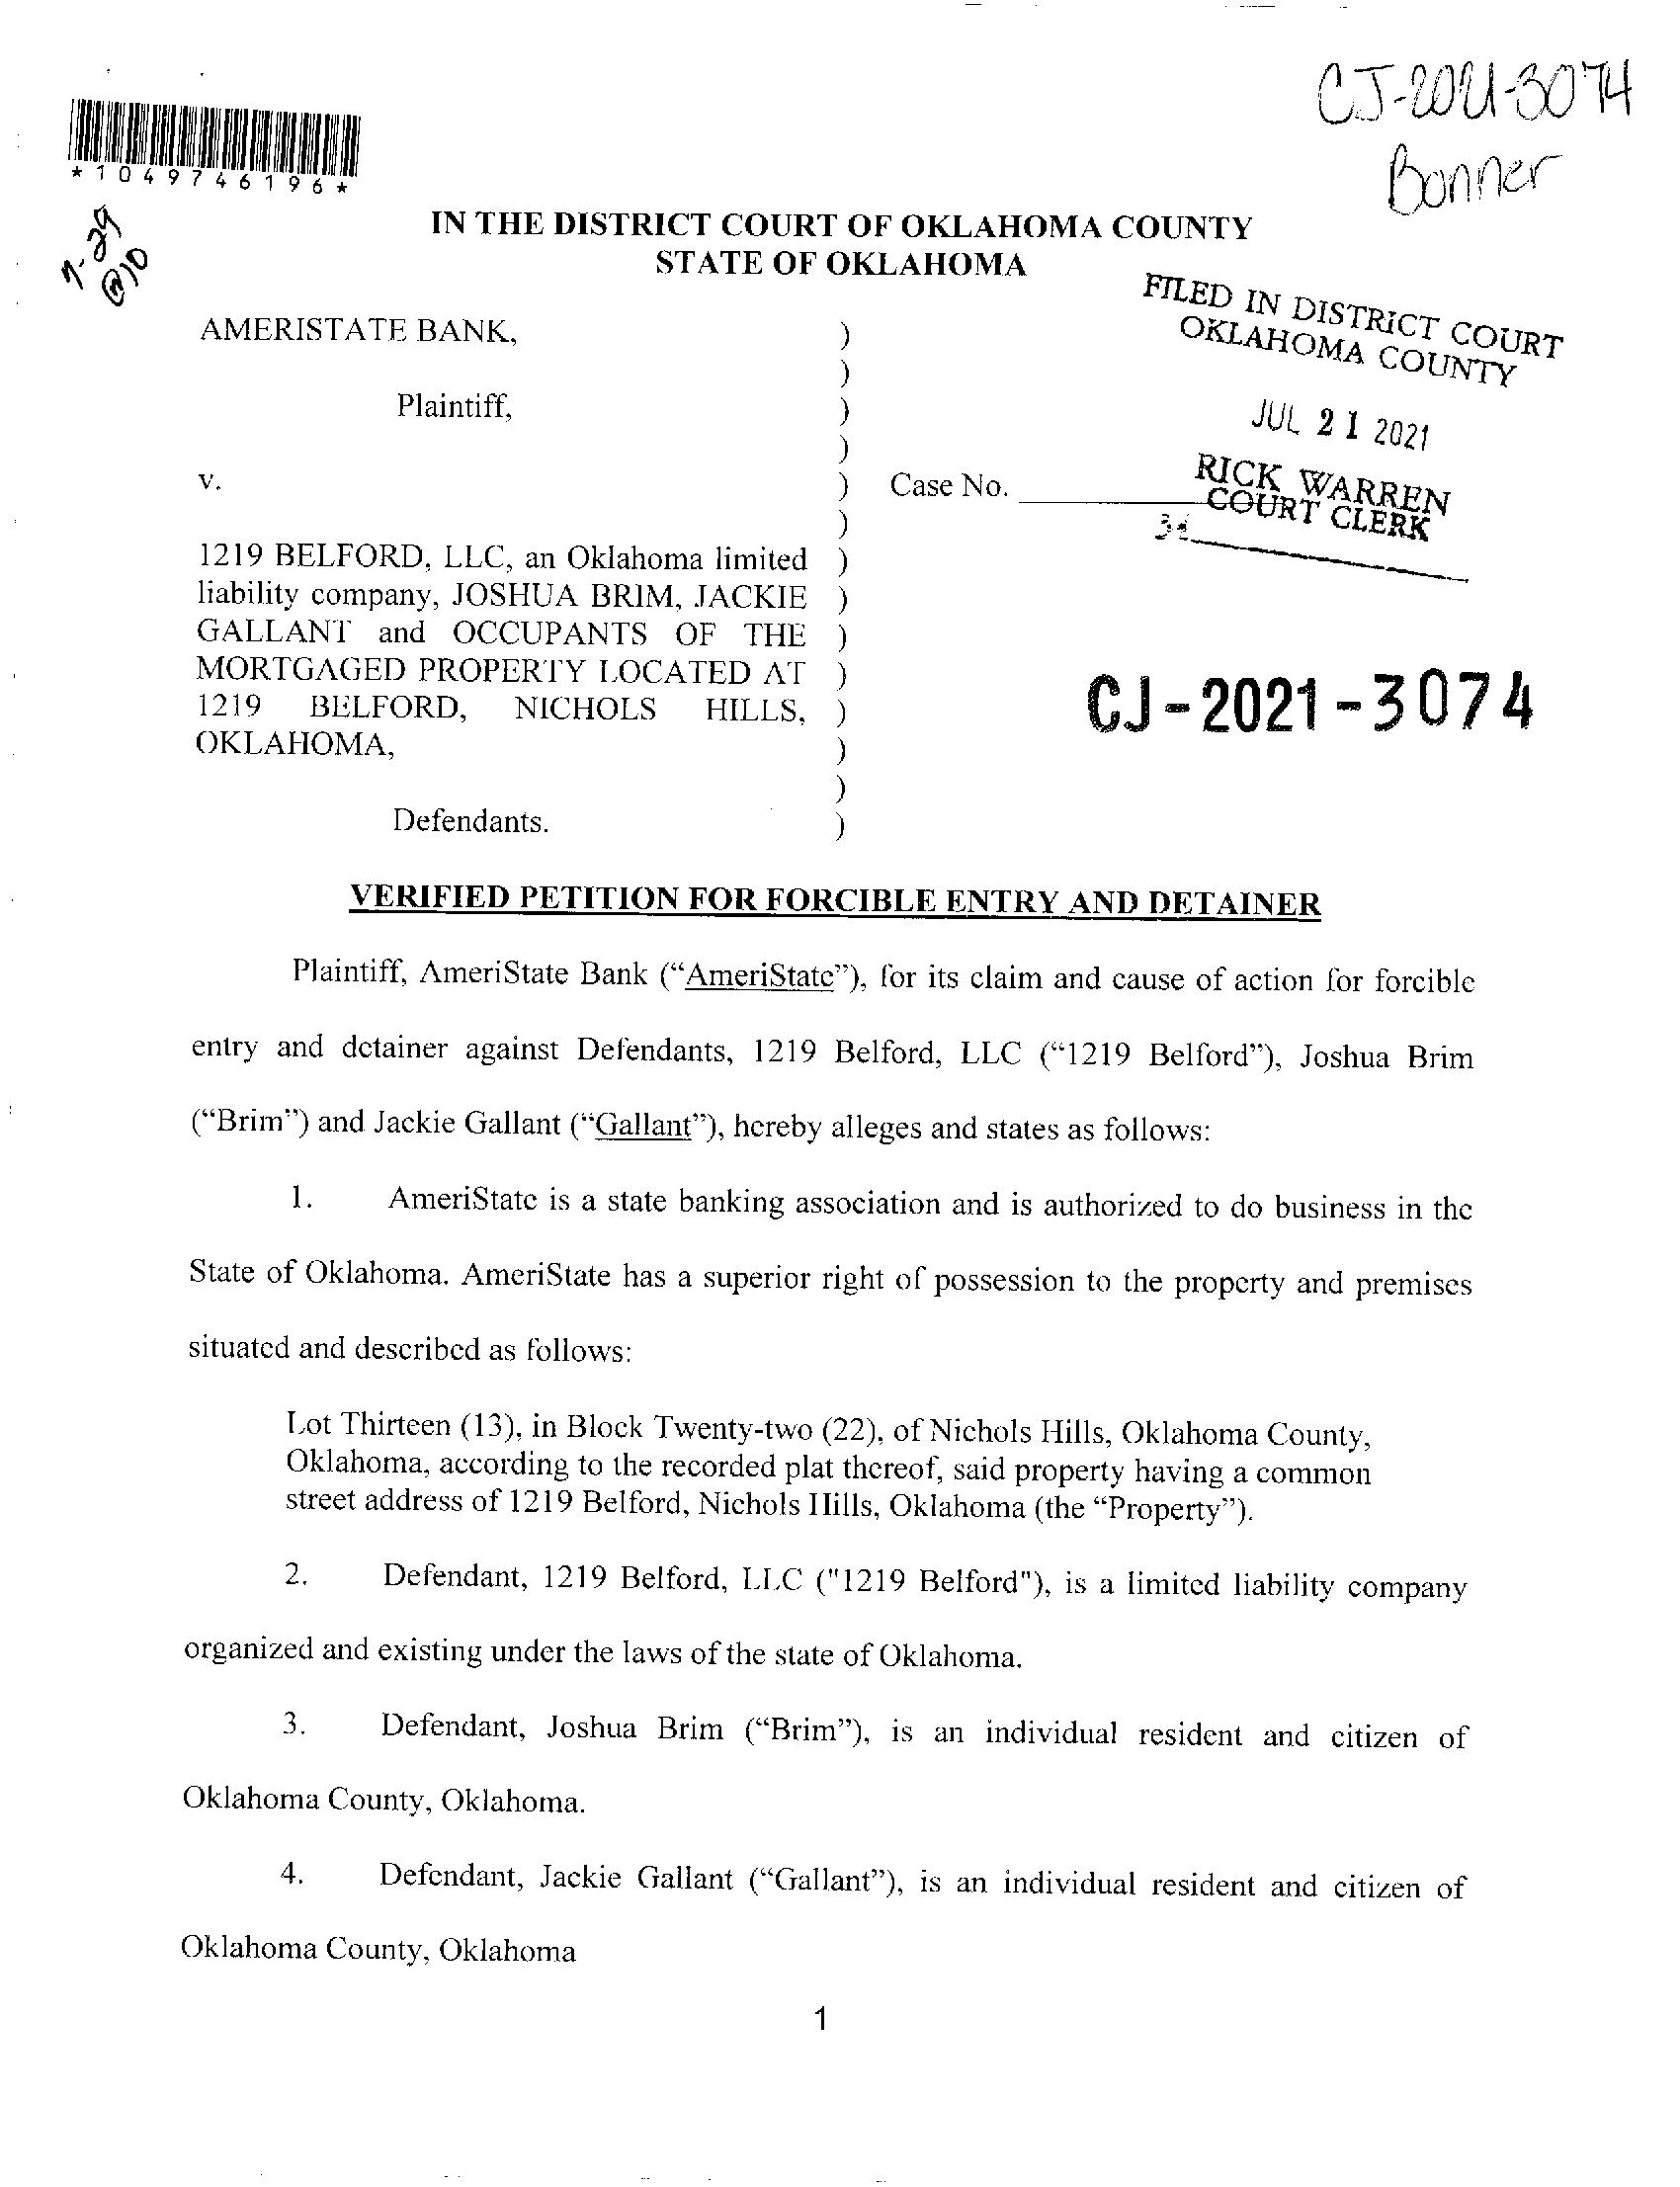 CJ-2021-3074
Bonner
*1049746196*
7-29
@10
IN THE DISTRICT COURT OF OKLAHOMA COUNTY
STATE OF OKLAHOMA
FILED IN DISTRICT COURT
OKLAHOMA COUNTY
JUL 21 2021
RICK WARREN
COURT CLERK
AMERISTATE BANK, )
)
Plaintiff, )
)
v. ) Case No.
)
1219 BELFORD, LLC, an Oklahoma limited )
liability company, JOSHUA BRIM, JACKIE )
GALLANT and OCCUPANTS OF THE )
MORTGAGED PROPERTY LOCATED AT )
1219 BELFORD, NICHOLS HILLS, )
OKLAHOMA, )
)
Defendants. )
CJ-2021-3074
VERIFIED PETITION FOR FORCIBLE ENTRY AND DETAINER
Plaintiff, AmeriState Bank (“AmeriState”), for its claim and cause of action for forcible
entry and detainer against Defendants, 1219 Belford, LLC (“1219 Belford”), Joshua Brim
(“Brim”) and Jackie Gallant (“Gallant”), hereby alleges and states as follows:
1. AmeriState is a state banking association and is authorized to do business in the
State of Oklahoma. AmeriState has a superior right of possession to the property and premises
situated and described as follows:
Lot Thirteen (13), in Block Twenty-two (22), of Nichols Hills, Oklahoma County,
Oklahoma, according to the recorded plat thereof, said property having a common
street address of 1219 Belford, Nichols Hills, Oklahoma (the “Property”).
2. Defendant, 1219 Belford, LLC ("1219 Belford"), is a limited liability company
organized and existing under the laws of the state of Oklahoma.
3. Defendant, Joshua Brim (“Brim”), is an individual resident and citizen of
Oklahoma County, Oklahoma.
4. Defendant, Jackie Gallant (“Gallant”), is an individual resident and citizen of
Oklahoma County, Oklahoma
1